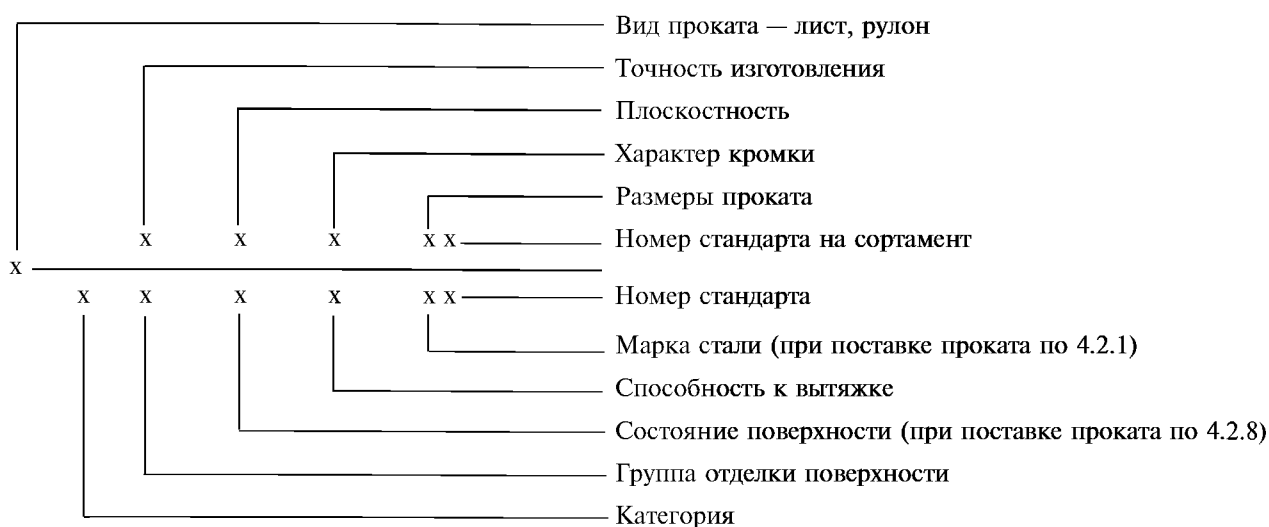 Вид проката — лист, рулон
Точность изготовления
Плоскостность
Характер кромки
Размеры проката
х х х х х Номер стандарта на сортамент
х
х х х х х х Номер стандарта
Марка стали (при поставке проката по 4.2.1)
Способность к вытяжке
Состояние поверхности (при поставке проката по 4.2.8)
Группа отделки поверхности
Категория